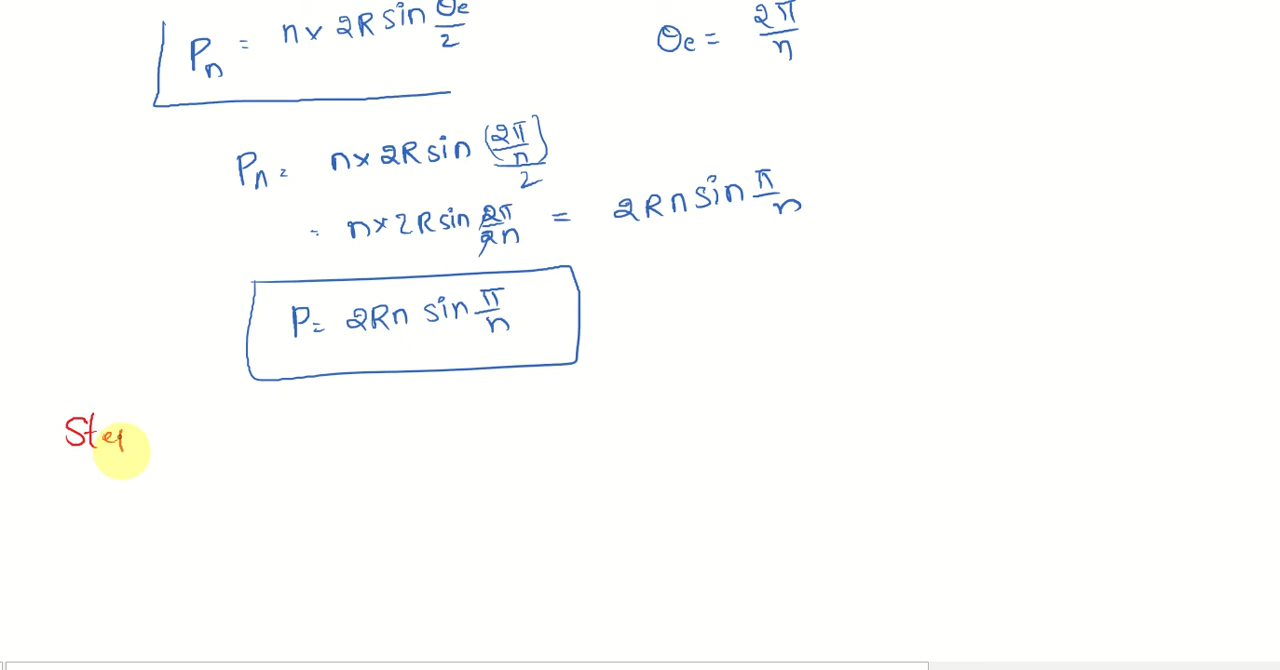 Pn = n x 2R sin θe/2 θe = 2π/n
Pn = n x 2R sin (2π/n)/2
= n x 2R sin 2π/2n = 2Rn sin π/n
P = 2Rn sin π/n
Step